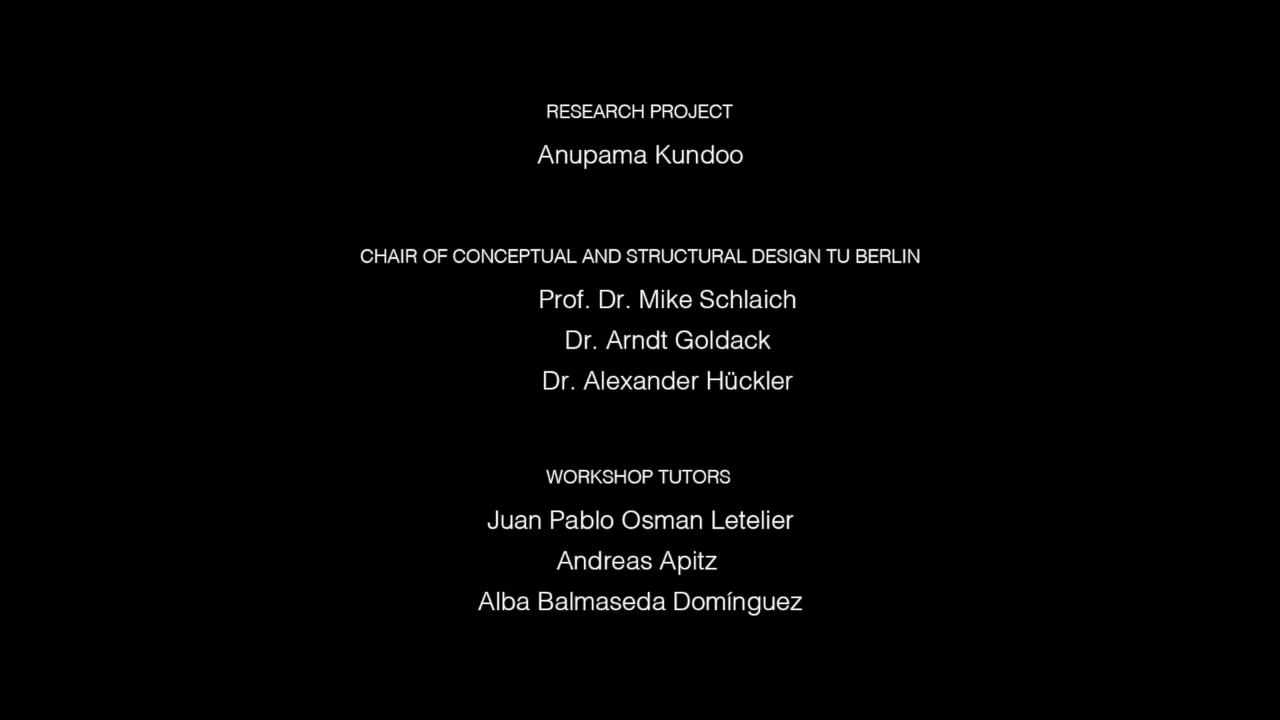 RESEARCH PROJECT
Anupama Kundoo
CHAIR OF CONCEPTUAL AND STRUCTURAL DESIGN TU BERLIN
Prof. Dr. Mike Schlaich
Dr. Arndt Goldack
Dr. Alexander Hückler
WORKSHOP TUTORS
Juan Pablo Osman Letelier
Andreas Apitz
Alba Balmaseda Domínguez